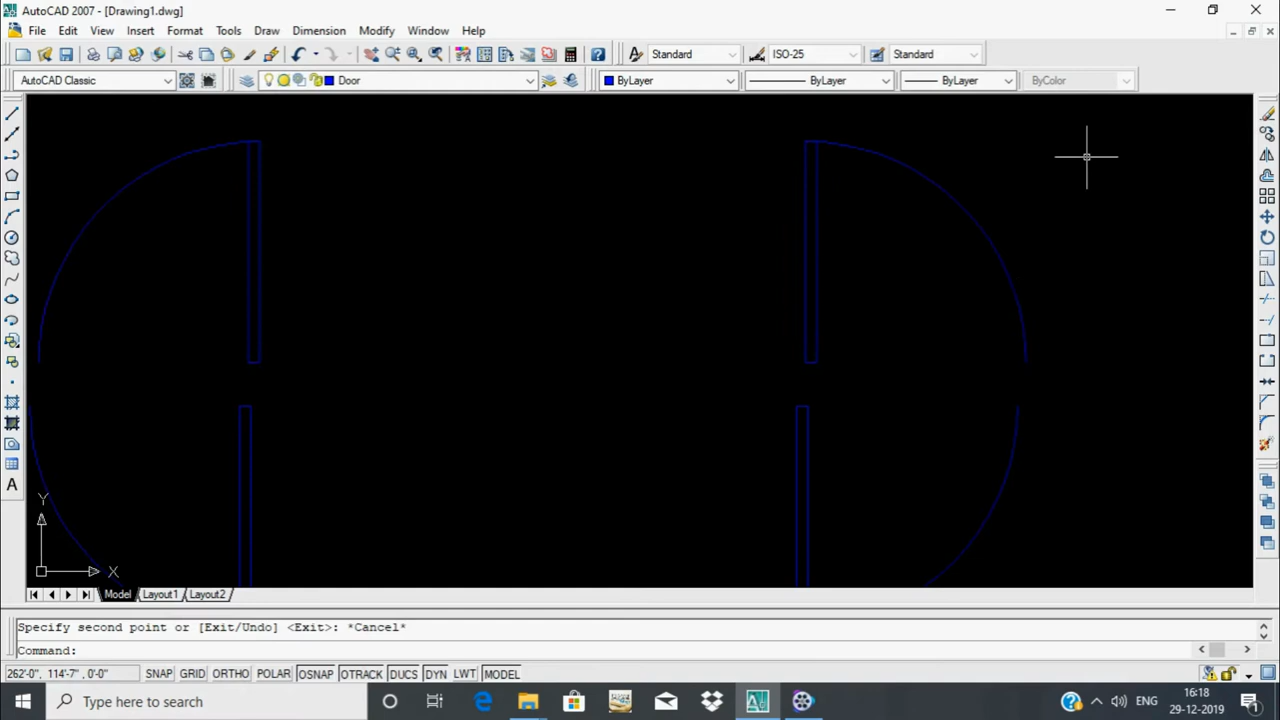 AutoCAD 2007 - [Drawing1.dwg]
File Edit View Insert Format Tools Draw Dimension Modify Window Help
Standard ISO-25 Standard
AutoCAD Classic Door ByLayer ByLayer ByLayer ByColor
A
Y
X
Model Layout1 Layout2
Specify second point or [Exit/Undo] <Exit>: *Cancel*
Command:
262'-0", 114'-7", 0'-0" SNAP GRID ORTHO POLAR OSNAP OTRACK DUCS DYN LWT MODEL
Type here to search
ENG
16:18
29-12-2019
1